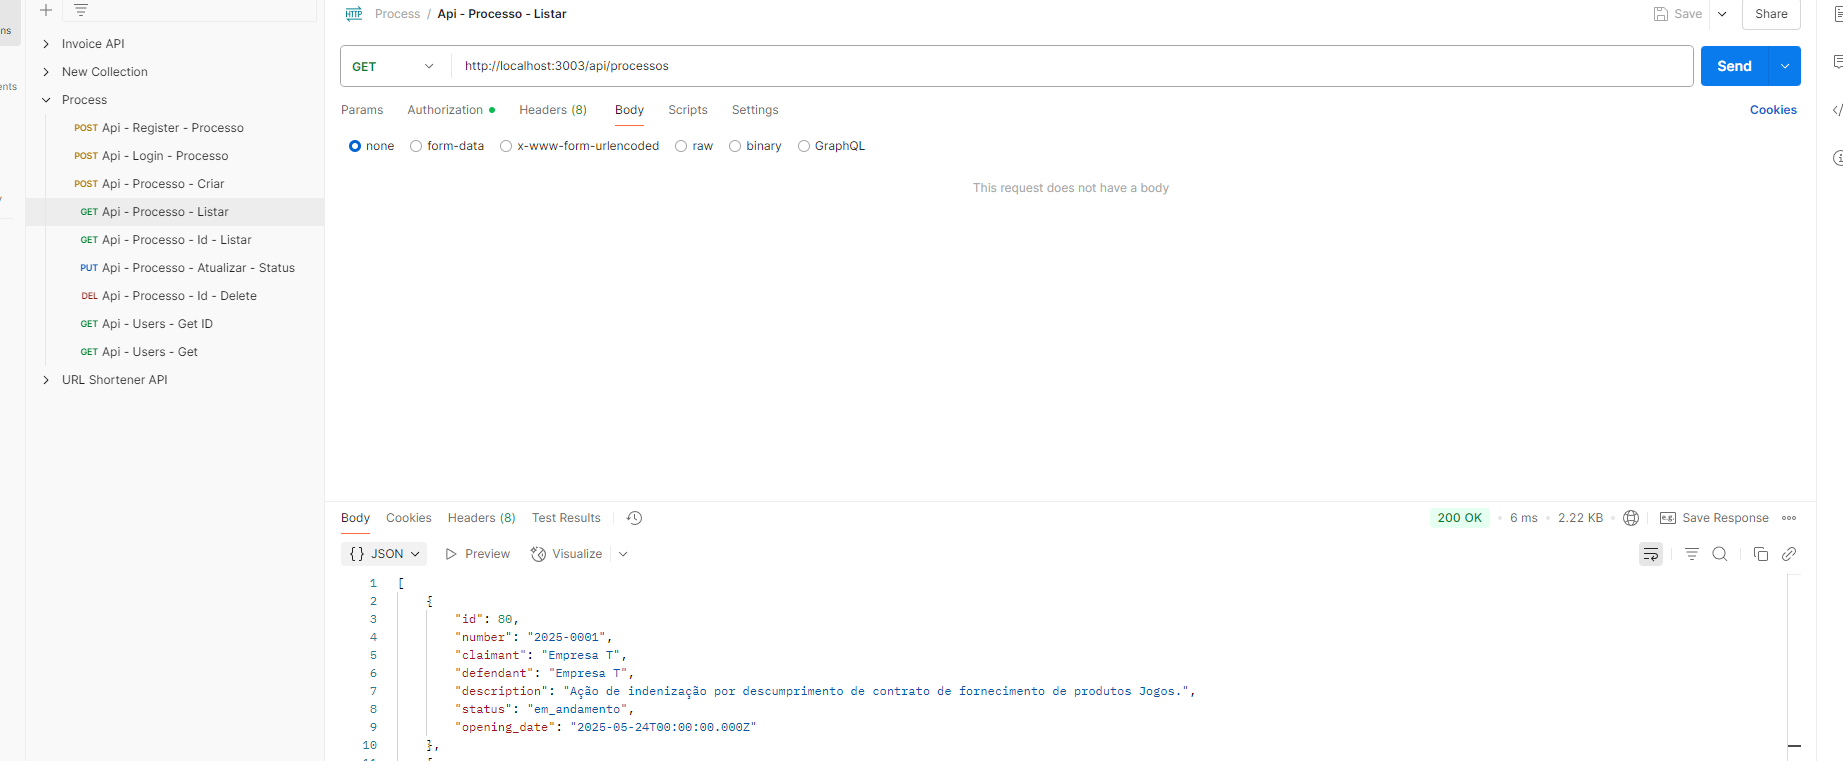 Process / Api - Processo - Listar
Save
Share
ns
ents
Invoice API
New Collection
Process
POST Api - Register - Processo
POST Api - Login - Processo
POST Api - Processo - Criar
GET Api - Processo - Listar
GET Api - Processo - Id - Listar
PUT Api - Processo - Atualizar - Status
DEL Api - Processo - Id - Delete
GET Api - Users - Get ID
GET Api - Users - Get
URL Shortener API
HTTP
GET http://localhost:3003/api/processos
Send
Params Authorization Headers (8) Body Scripts Settings
Cookies
none form-data x-www-form-urlencoded raw binary GraphQL
This request does not have a body
Body Cookies Headers (8) Test Results
200 OK • 6 ms • 2.22 KB
e.g. Save Response
{ } JSON Preview Visualize
1 [
2 {
3 "id": 80,
4 "number": "2025-0001",
5 "claimant": "Empresa T",
6 "defendant": "Empresa T",
7 "description": "Ação de indenização por descumprimento de contrato de fornecimento de produtos Jogos.",
8 "status": "em_andamento",
9 "opening_date": "2025-05-24T00:00:00.000Z"
10 },